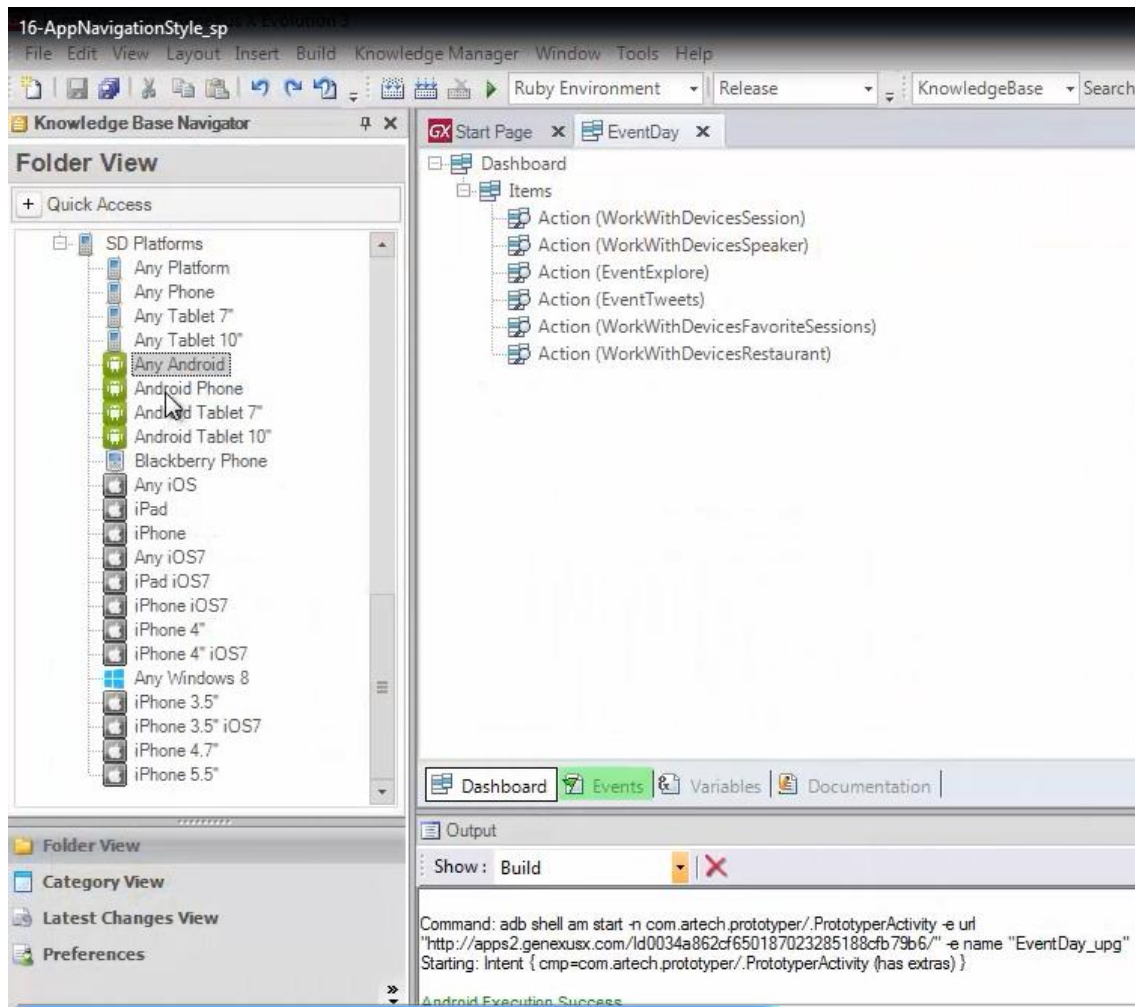 16-AppNavigationStyle_sp
X Evolution 3
File Edit View Layout Insert Build Knowledge Manager Window Tools Help
Ruby Environment Release KnowledgeBase Search
Knowledge Base Navigator
GX Start Page EventDay
Folder View
+ Quick Access
SD Platforms
Any Platform
Any Phone
Any Tablet 7"
Any Tablet 10"
Any Android
Android Phone
Android Tablet 7"
Android Tablet 10"
Blackberry Phone
Any iOS
iPad
iPhone
Any iOS7
iPad iOS7
iPhone iOS7
iPhone 4"
iPhone 4" iOS7
Any Windows 8
iPhone 3.5"
iPhone 3.5" iOS7
iPhone 4.7"
iPhone 5.5"
Dashboard
Items
Action (WorkWithDevicesSession)
Action (WorkWithDevicesSpeaker)
Action (EventExplore)
Action (EventTweets)
Action (WorkWithDevicesFavoriteSessions)
Action (WorkWithDevicesRestaurant)
Dashboard Events Variables Documentation
Folder View
Category View
Latest Changes View
Preferences
Output
Show: Build
Command: adb shell am start -n com.artech.prototyper/.PrototyperActivity -e url
"http://apps2.genexusx.com/Id0034a862cf650187023285188cfb79b6/" -e name "EventDay_upg"
Starting: Intent { cmp=com.artech.prototyper/.PrototyperActivity (has extras) }
Android Execution Success